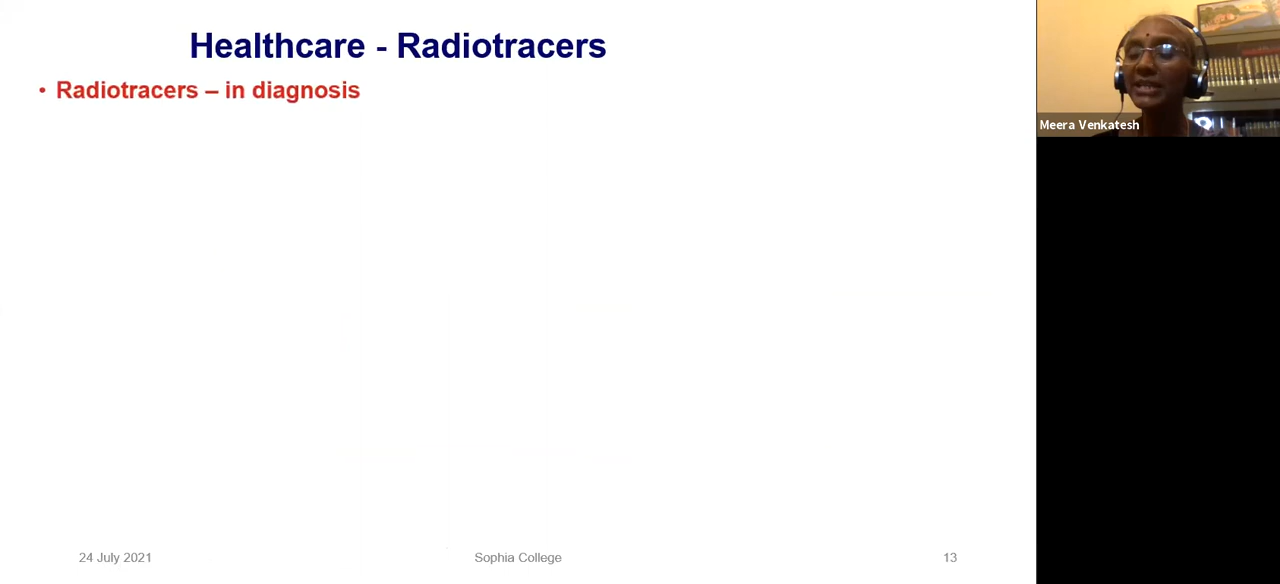 Healthcare - Radiotracers
• Radiotracers – in diagnosis
Meera Venkatesh
24 July 2021
Sophia College
13